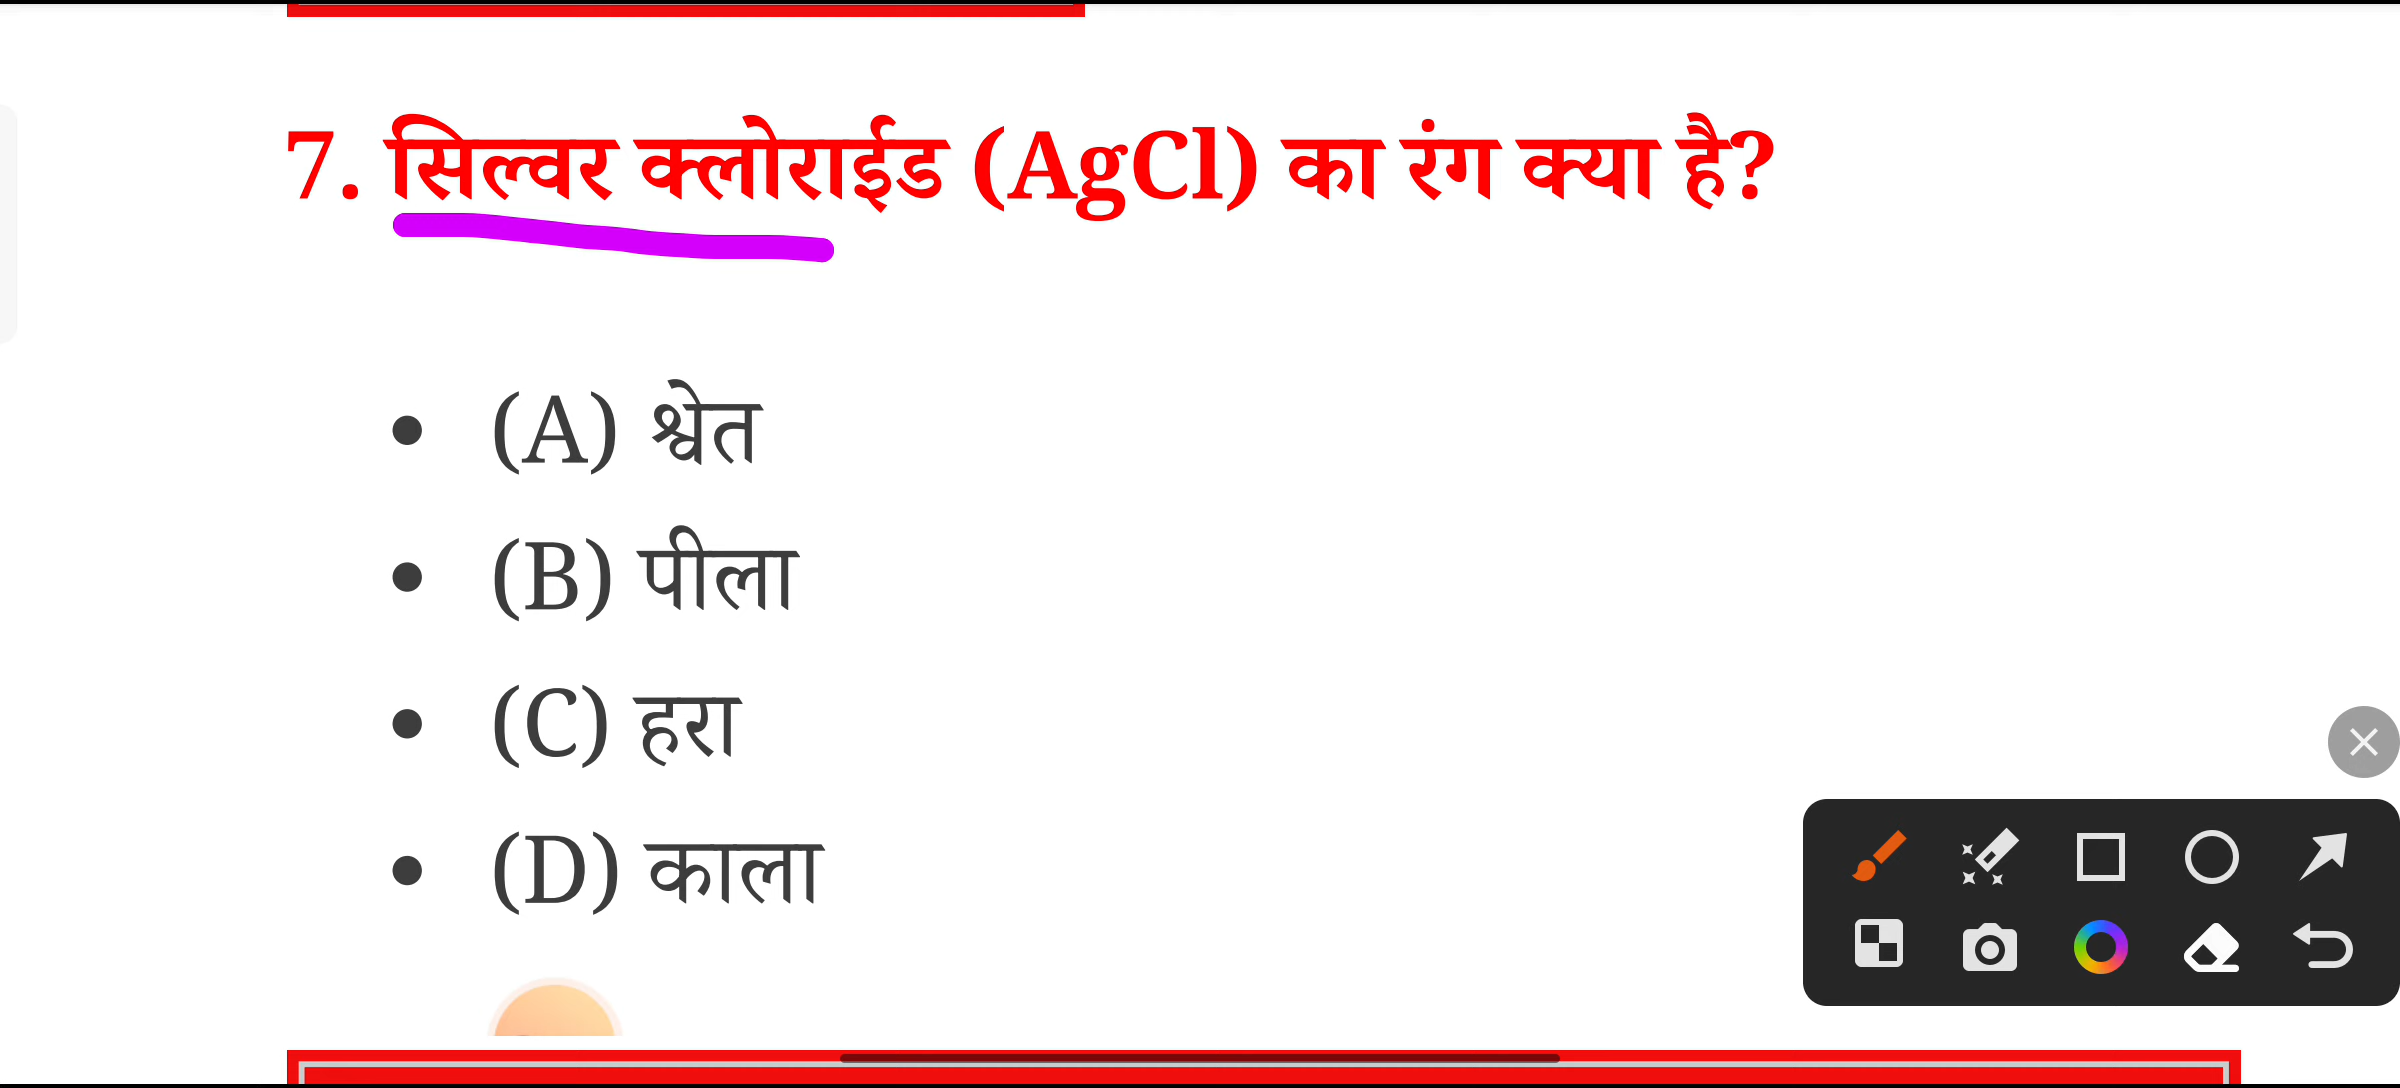 7. सिल्वर क्लोराईड (AgCl) का रंग क्या है?
(A) श्वेत
(B) पीला
(C) हरा
(D) काला